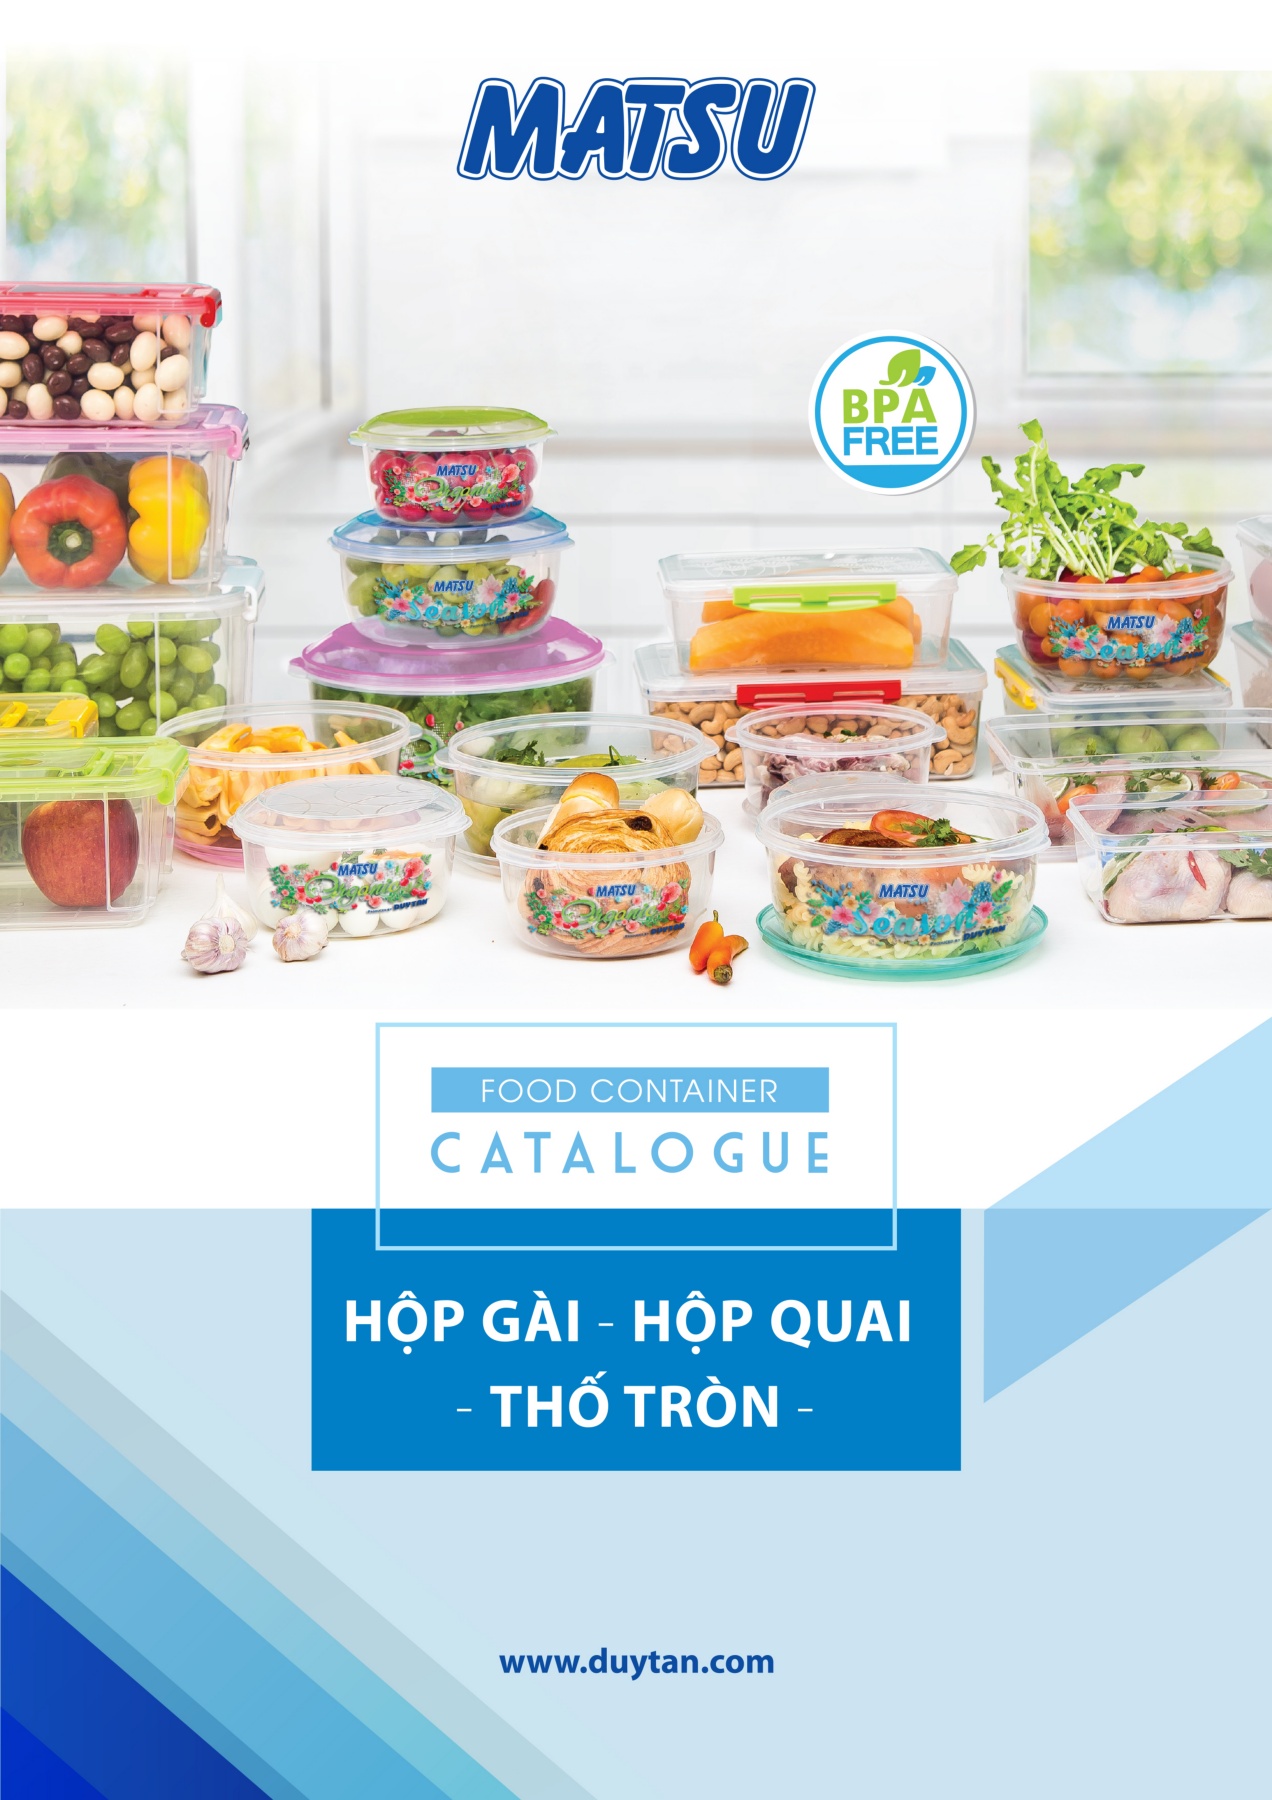 MATSU
BPA
FREE
MATSU
Organic
MATSU
Season
MATSU
Season
MATSU
Organic
DUYTAN
MATSU
Organic
DUYTAN
MATSU
Season
DUYTAN
FOOD CONTAINER
CATALOGUE
HỘP GÀI - HỘP QUAI
- THỐ TRÒN -
www.duytan.com